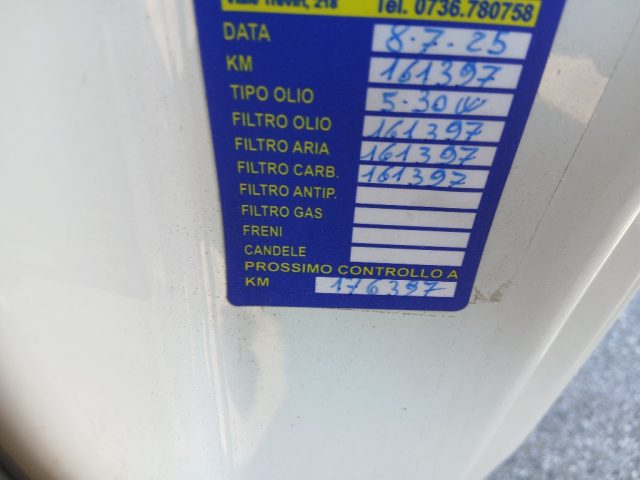 Tel. 0736.780758
DATA 8.7.25
KM 161397
TIPO OLIO 5.30W
FILTRO OLIO 161397
FILTRO ARIA 161397
FILTRO CARB. 161397
FILTRO ANTIP.
FILTRO GAS
FRENI
CANDELE
PROSSIMO CONTROLLO A
KM 176397